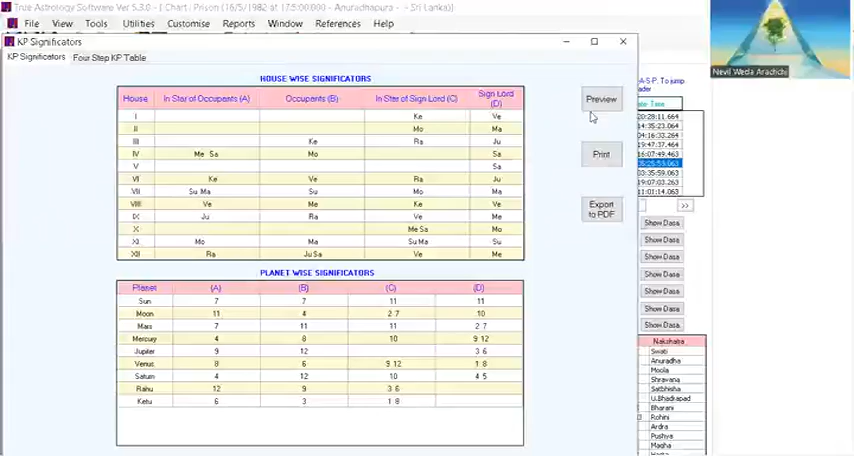 True Astrology Software Ver 5.3.0 - [ Chart : Prison (16/5/1982 at 17:5:00:000 - Anuradhapura - Sri Lanka)]
File View Tools Utilities Customise Reports Window References Help
KP Significators
KP Significators Four Step KP Table
HOUSE WISE SIGNIFICATORS
House In Star of Occupants (A) Occupants (B) In Star of Sign Lord (C) Sign Lord (D)
I Ke Ve
II Mo Ma
III Ke Ra Ju
IV Me Sa Mo Sa
V Sa
VI Ke Ve Ra Ju
VII Su Ma Su Mo Ma
VIII Ve Me Ke Ve
IX Ju Ra Ve Me
X Me Sa Mo
XI Mo Ma Su Ma Su
XII Ra Ju Sa Ve Me
PLANET WISE SIGNIFICATORS
Planet (A) (B) (C) (D)
Sun 7 7 11 11
Moon 11 4 2 7 10
Mars 7 11 11 2 7
Mercury 4 8 10 9 12
Jupiter 9 12 3 6
Venus 8 6 9 12 1 8
Saturn 4 12 10 4 5
Rahu 12 9 3 6
Ketu 6 3 1 8
Preview
Print
Export
to PDF
Nevil Weda Arachchi
A-S-P. To jump
20:28:11.664
14:35:23.064
04:16:33.264
19:47:37.464
16:07:49.463
03:35:59.063
19:07:03.263
11:01:14.063
>>
Show Dasa
Show Dasa
Show Dasa
Show Dasa
Show Dasa
Show Dasa
Show Dasa
Nakshatra
Swati
Anuradha
Moola
Shravana
Satbhisha
U.Bhadrapad
Bharani
Rohini
Ardra
Pushya
Magha